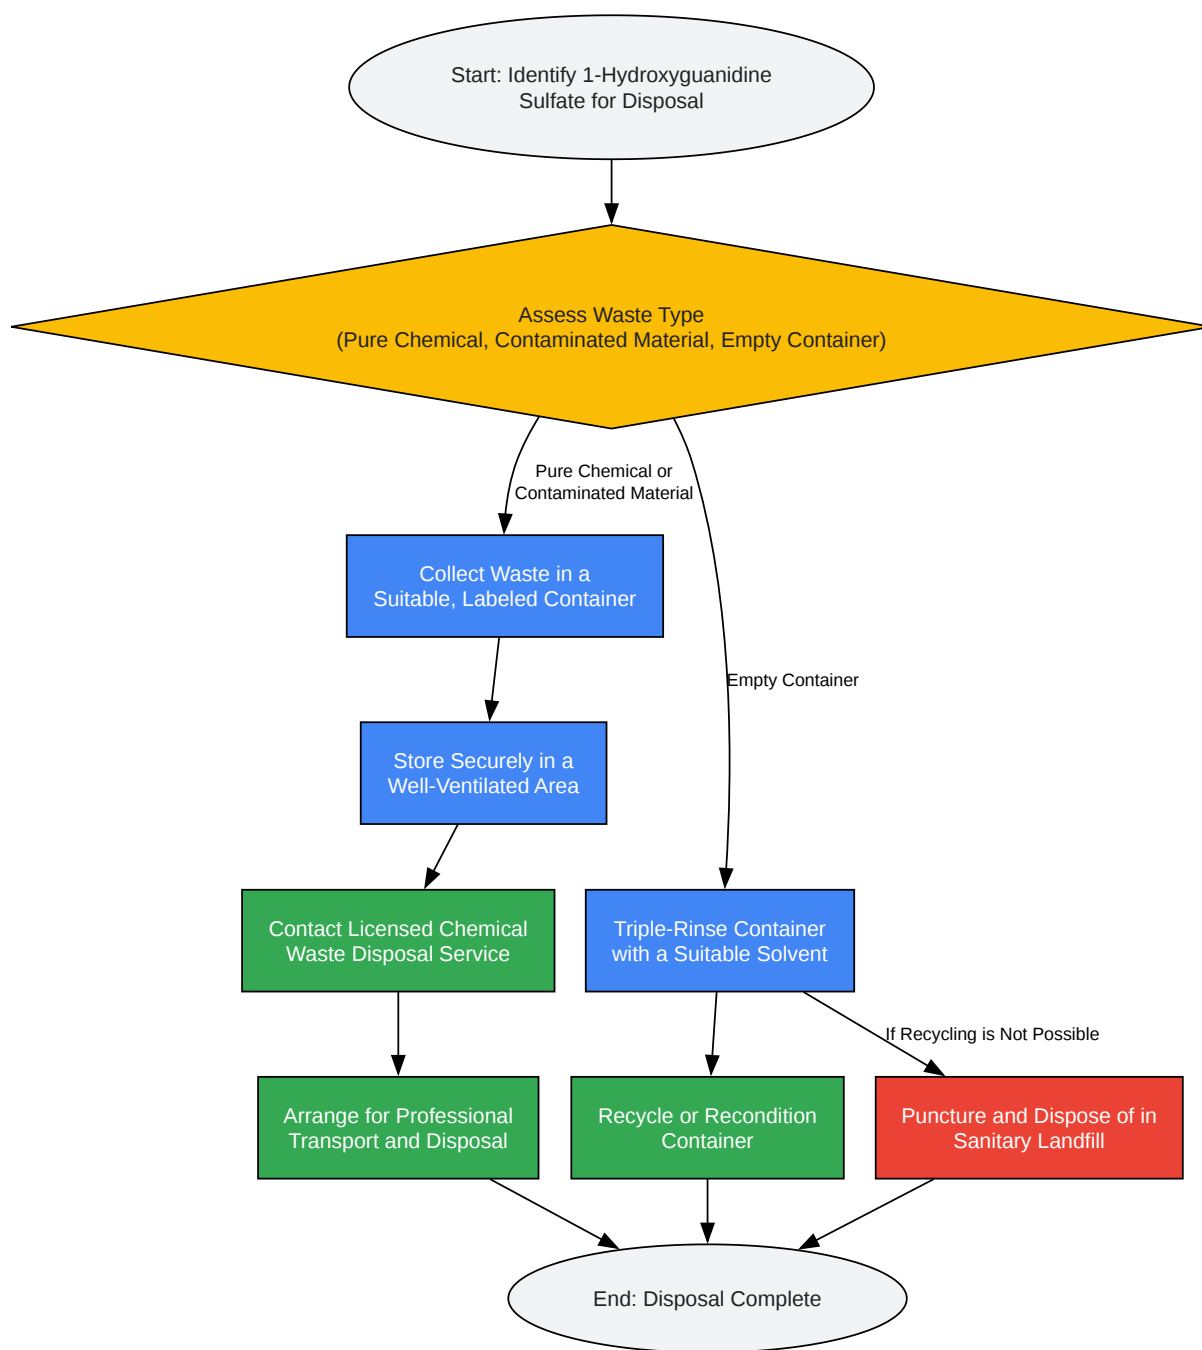 Start: Identify 1-Hydroxyguanidine
Sulfate for Disposal
Assess Waste Type
(Pure Chemical, Contaminated Material, Empty Container)
Pure Chemical or
Contaminated Material
Collect Waste in a
Suitable, Labeled Container
Empty Container
Store Securely in a
Well-Ventilated Area
Contact Licensed Chemical
Waste Disposal Service
Triple-Rinse Container
with a Suitable Solvent
If Recycling is Not Possible
Arrange for Professional
Transport and Disposal
Recycle or Recondition
Container
Puncture and Dispose of in
Sanitary Landfill
End: Disposal Complete